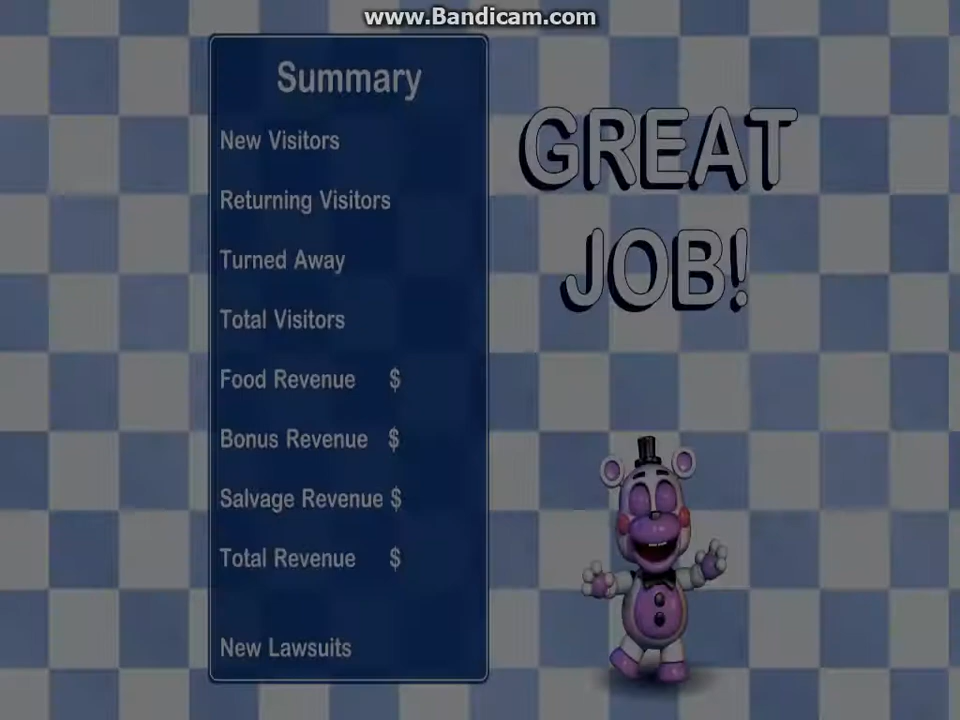 www.Bandicam.com
Summary
New Visitors
Returning Visitors
Turned Away
Total Visitors
Food Revenue $
Bonus Revenue $
Salvage Revenue $
Total Revenue $
New Lawsuits
GREAT
JOB!